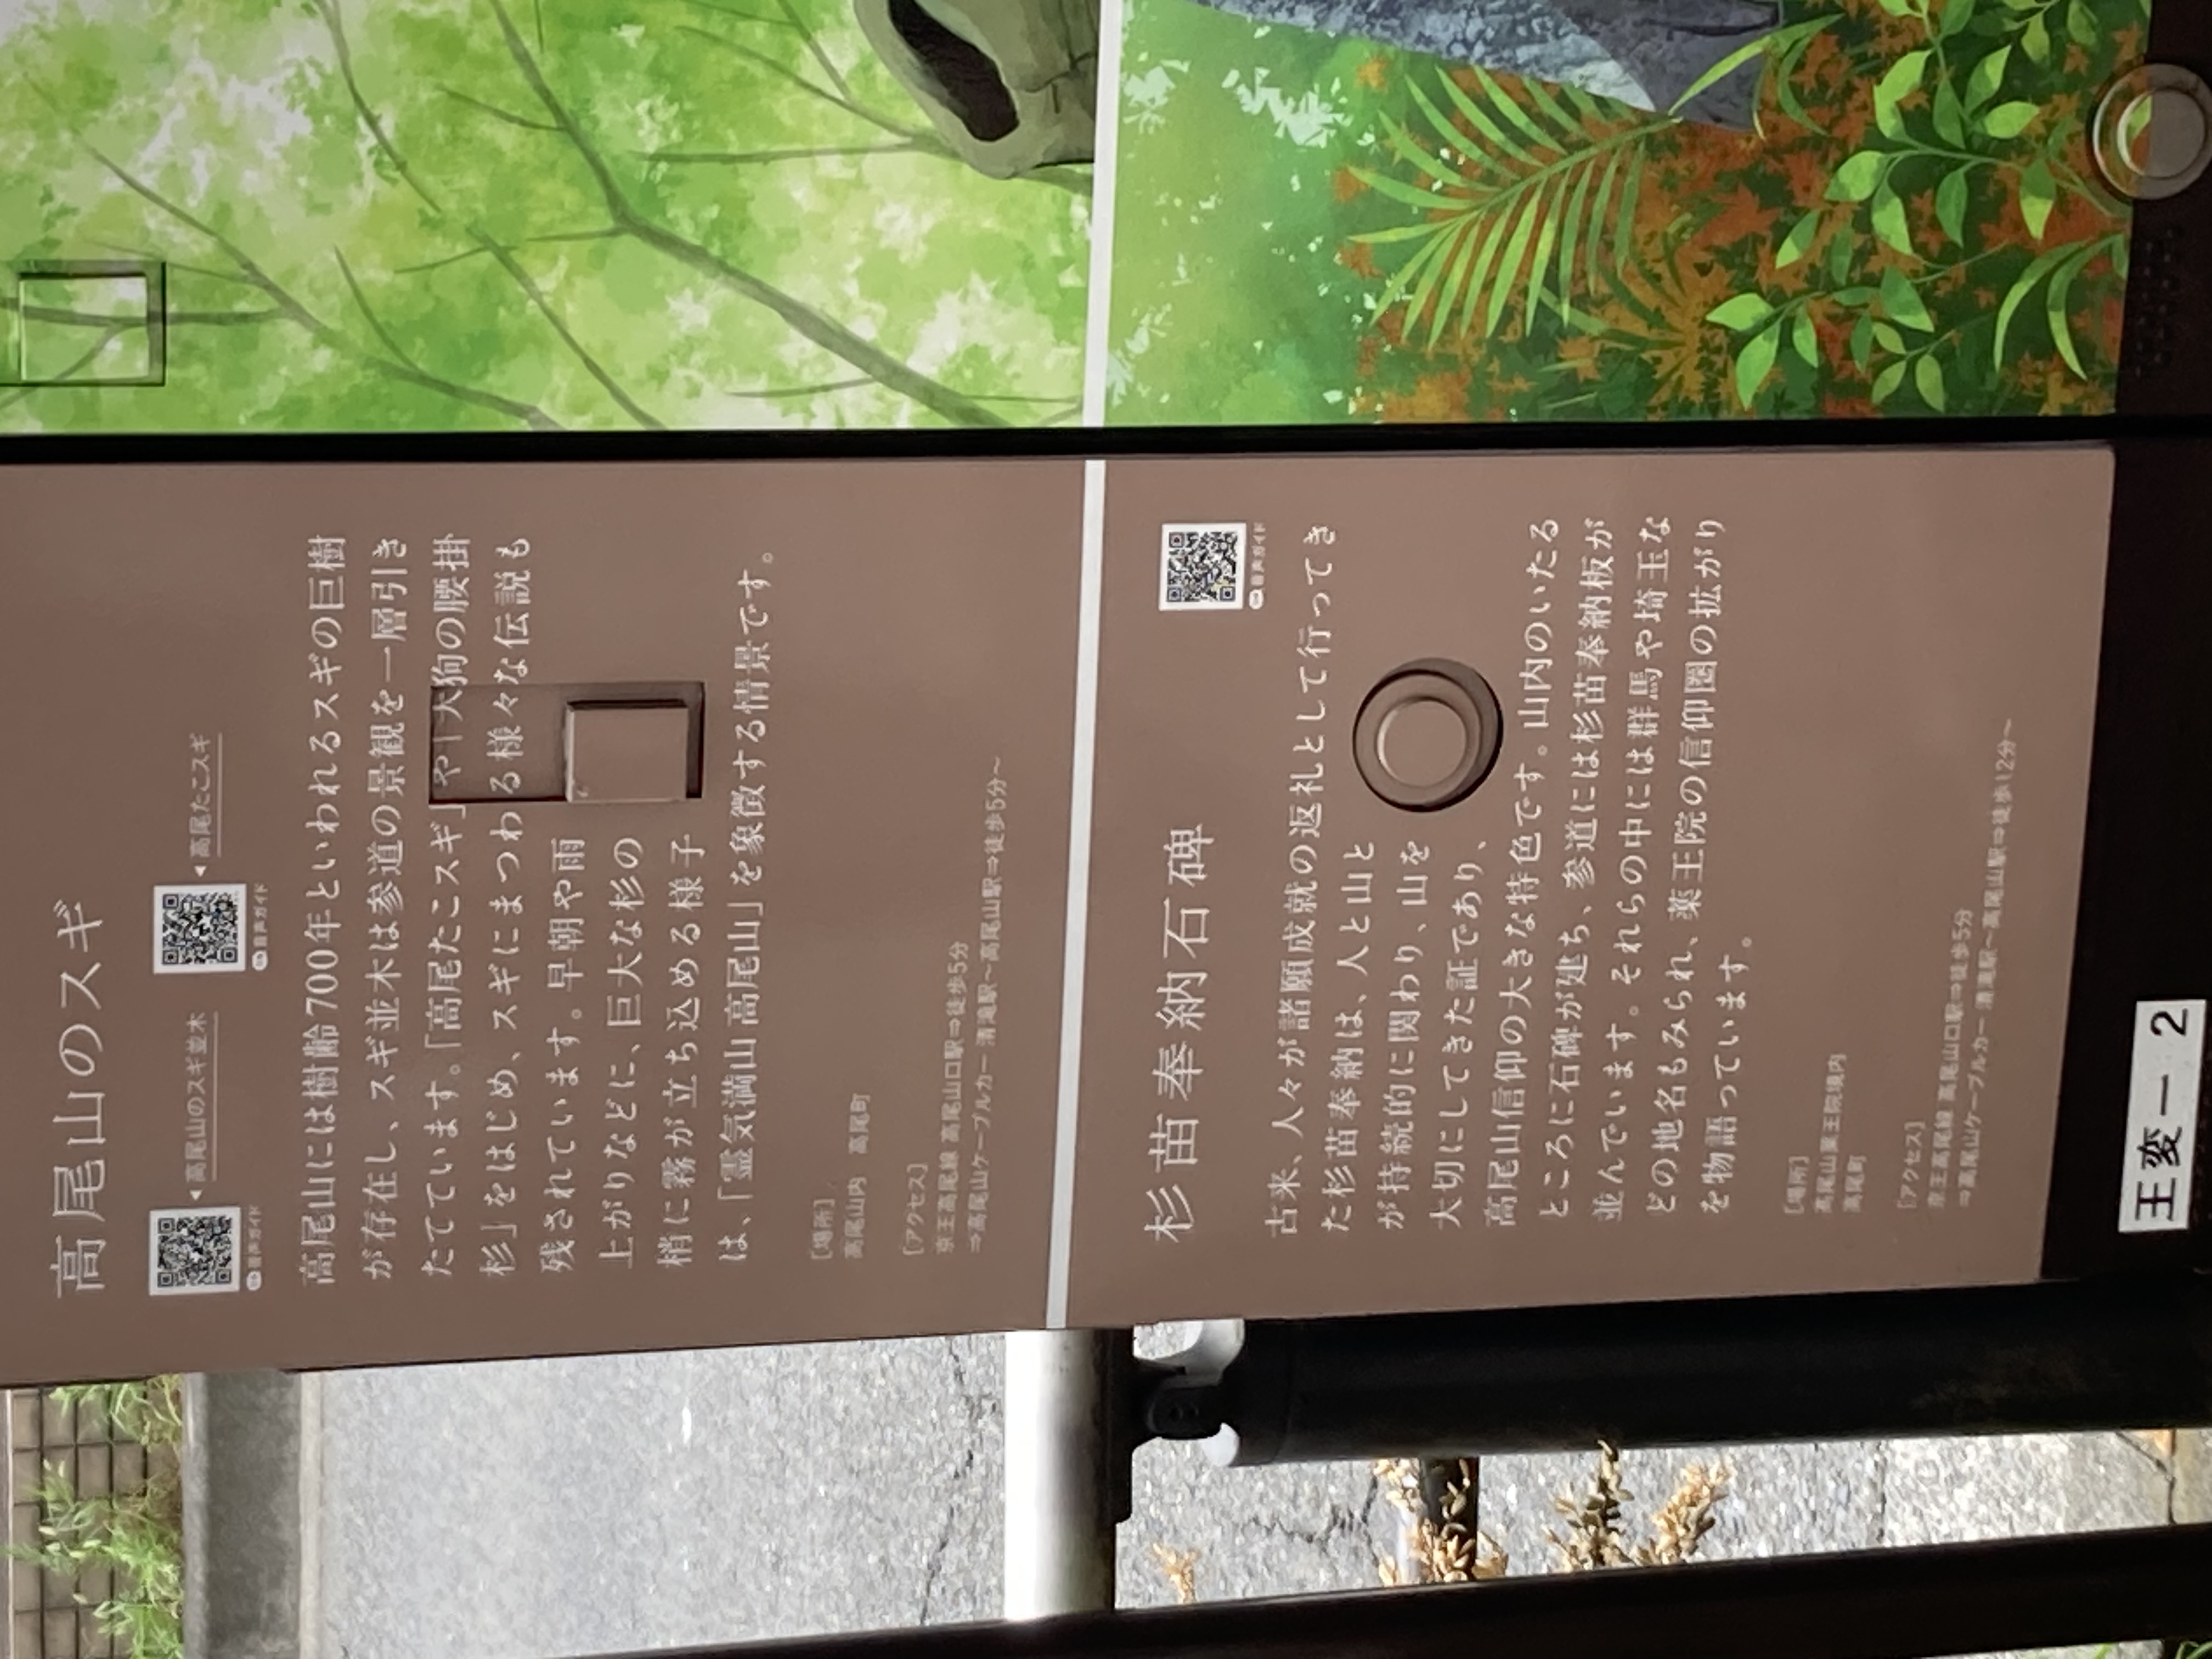 高尾山のスギ
◀高尾山のスギ並木 ◀高尾たこスギ
音声ガイド 音声ガイド
高尾山には樹齢700年といわれるスギの巨樹
が存在し、スギ並木は参道の景観を一層引き
たてています。「高尾たこスギ」や「天狗の腰掛
杉」をはじめ、スギにまつわる様々な伝説も
残されています。早朝や雨
上がりなどに、巨大な杉の
梢に霧が立ち込める様子
は、「霊気満山 高尾山」を象徴する情景です。
[場所]
高尾山内　高尾町
[アクセス]
京王高尾線 高尾山口駅⇒徒歩5分
⇒高尾山ケーブルカー 清滝駅～高尾山駅⇒徒歩5分～
杉苗奉納石碑
音声ガイド
古来、人々が諸願成就の返礼として行ってき
た杉苗奉納は、人と山と
が持続的に関わり、山を
大切にしてきた証であり、
高尾山信仰の大きな特色です。山内のいたる
ところに石碑が建ち、参道には杉苗奉納板が
並んでいます。それらの中には群馬や埼玉な
どの地名もみられ、薬王院の信仰圏の拡がり
を物語っています。
[場所]
高尾山薬王院境内
高尾町
[アクセス]
京王高尾線 高尾山口駅⇒徒歩5分
⇒高尾山ケーブルカー 清滝駅～高尾山駅⇒徒歩12分～
王変一 2